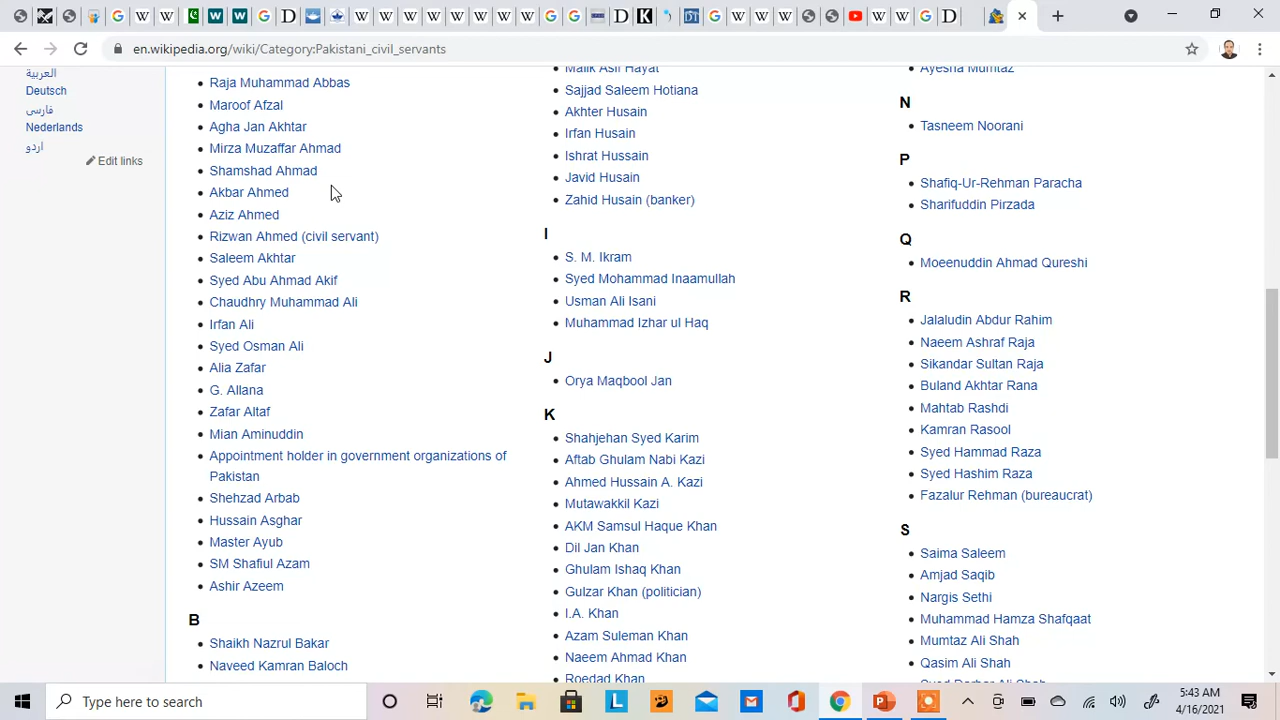 en.wikipedia.org/wiki/Category:Pakistani_civil_servants
العربية
Deutsch
فارسی
Nederlands
اردو
Edit links
Raja Muhammad Abbas
Maroof Afzal
Agha Jan Akhtar
Mirza Muzaffar Ahmad
Shamshad Ahmad
Akbar Ahmed
Aziz Ahmed
Rizwan Ahmed (civil servant)
Saleem Akhtar
Syed Abu Ahmad Akif
Chaudhry Muhammad Ali
Irfan Ali
Syed Osman Ali
Alia Zafar
G. Allana
Zafar Altaf
Mian Aminuddin
Appointment holder in government organizations of
Pakistan
Shehzad Arbab
Hussain Asghar
Master Ayub
SM Shafiul Azam
Ashir Azeem
B
Shaikh Nazrul Bakar
Naveed Kamran Baloch
Malik Asif Hayat
Sajjad Saleem Hotiana
Akhter Husain
Irfan Husain
Ishrat Hussain
Javid Husain
Zahid Husain (banker)
I
S. M. Ikram
Syed Mohammad Inaamullah
Usman Ali Isani
Muhammad Izhar ul Haq
J
Orya Maqbool Jan
K
Shahjehan Syed Karim
Aftab Ghulam Nabi Kazi
Ahmed Hussain A. Kazi
Mutawakkil Kazi
AKM Samsul Haque Khan
Dil Jan Khan
Ghulam Ishaq Khan
Gulzar Khan (politician)
I.A. Khan
Azam Suleman Khan
Naeem Ahmad Khan
Roedad Khan
Ayesha Mumtaz
N
Tasneem Noorani
P
Shafiq-Ur-Rehman Paracha
Sharifuddin Pirzada
Q
Moeenuddin Ahmad Qureshi
R
Jalaludin Abdur Rahim
Naeem Ashraf Raja
Sikandar Sultan Raja
Buland Akhtar Rana
Mahtab Rashdi
Kamran Rasool
Syed Hammad Raza
Syed Hashim Raza
Fazalur Rehman (bureaucrat)
S
Saima Saleem
Amjad Saqib
Nargis Sethi
Muhammad Hamza Shafqaat
Mumtaz Ali Shah
Qasim Ali Shah
Type here to search
5:43 AM
4/16/2021